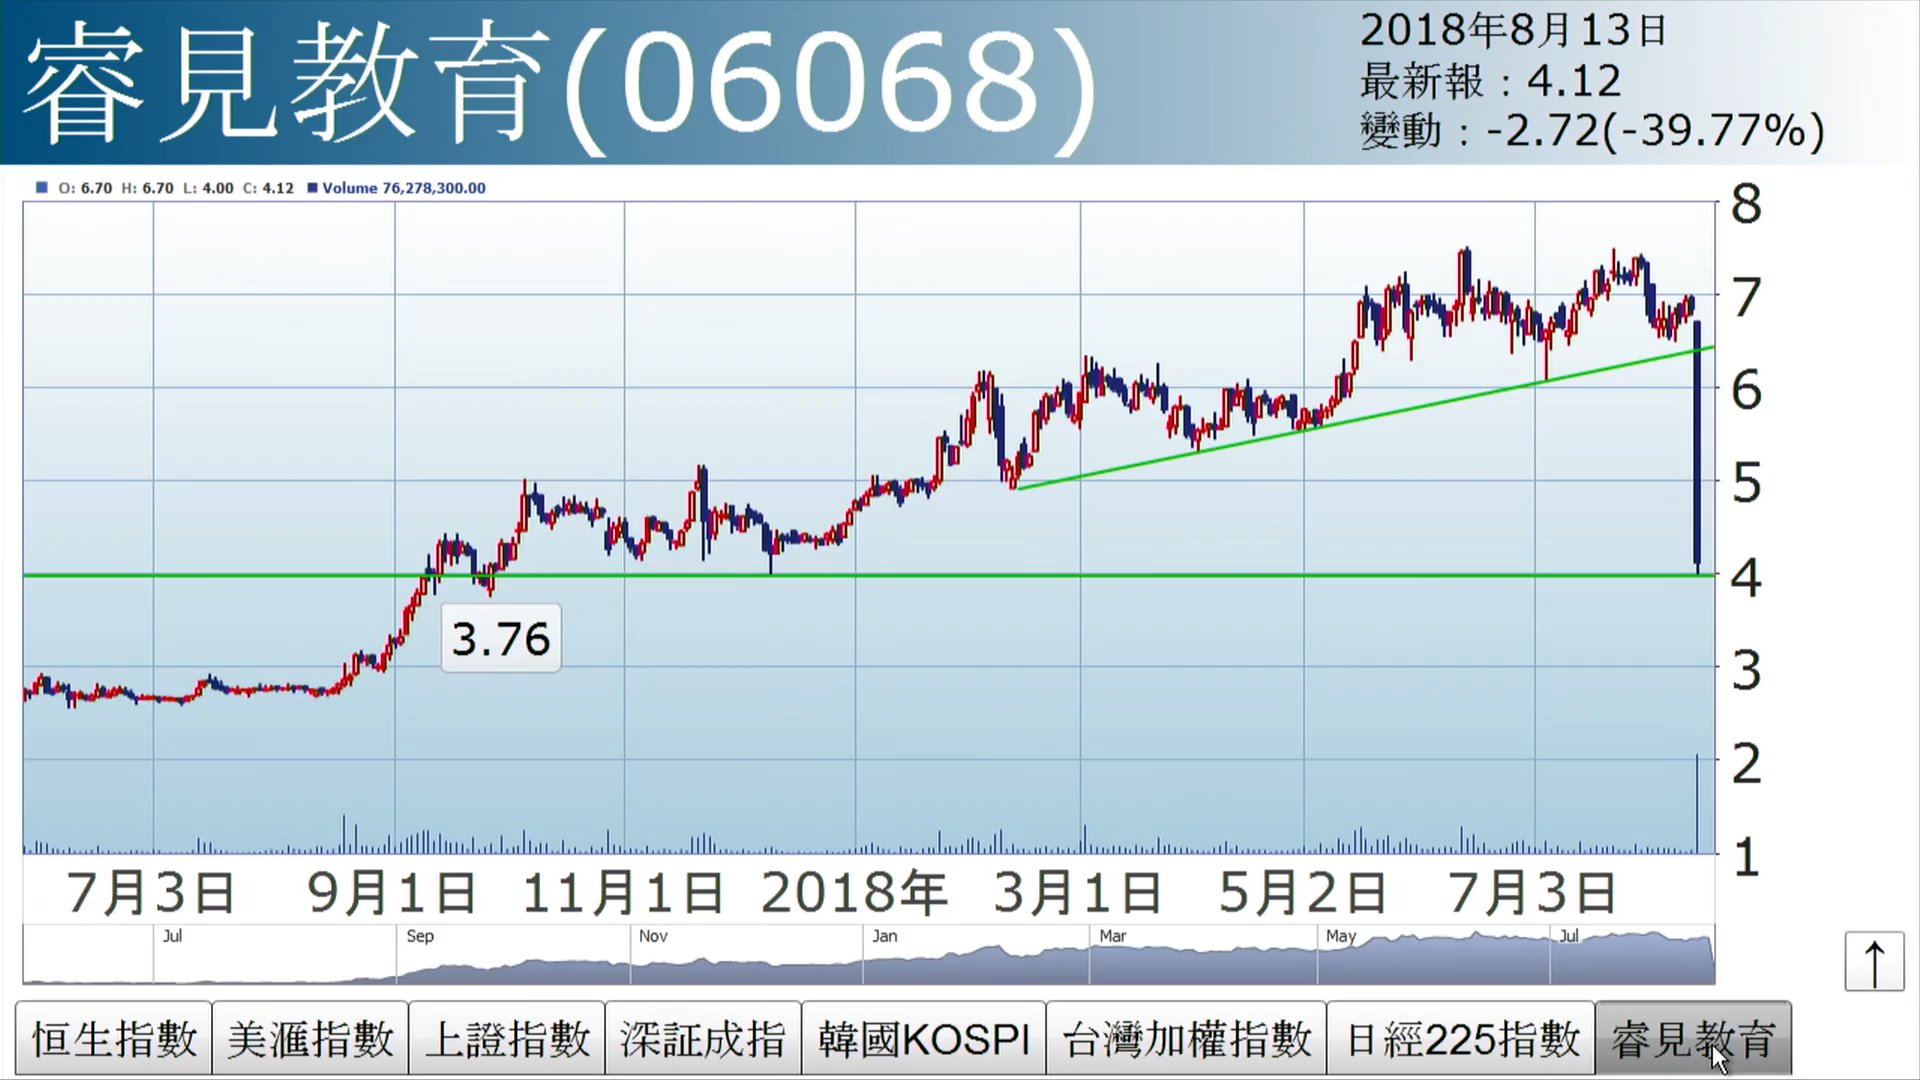 睿見教育(06068)
2018年8月13日
最新報：4.12
變動：-2.72(-39.77%)
O: 6.70 H: 6.70 L: 4.00 C: 4.12 Volume 76,278,300.00
8
7
6
5
4
3.76
3
2
1
7月3日 9月1日 11月1日 2018年 3月1日 5月2日 7月3日
Jul Sep Nov Jan Mar May Jul
↑
恒生指數 美滙指數 上證指數 深証成指 韓國KOSPI 台灣加權指數 日經225指數 睿見教育